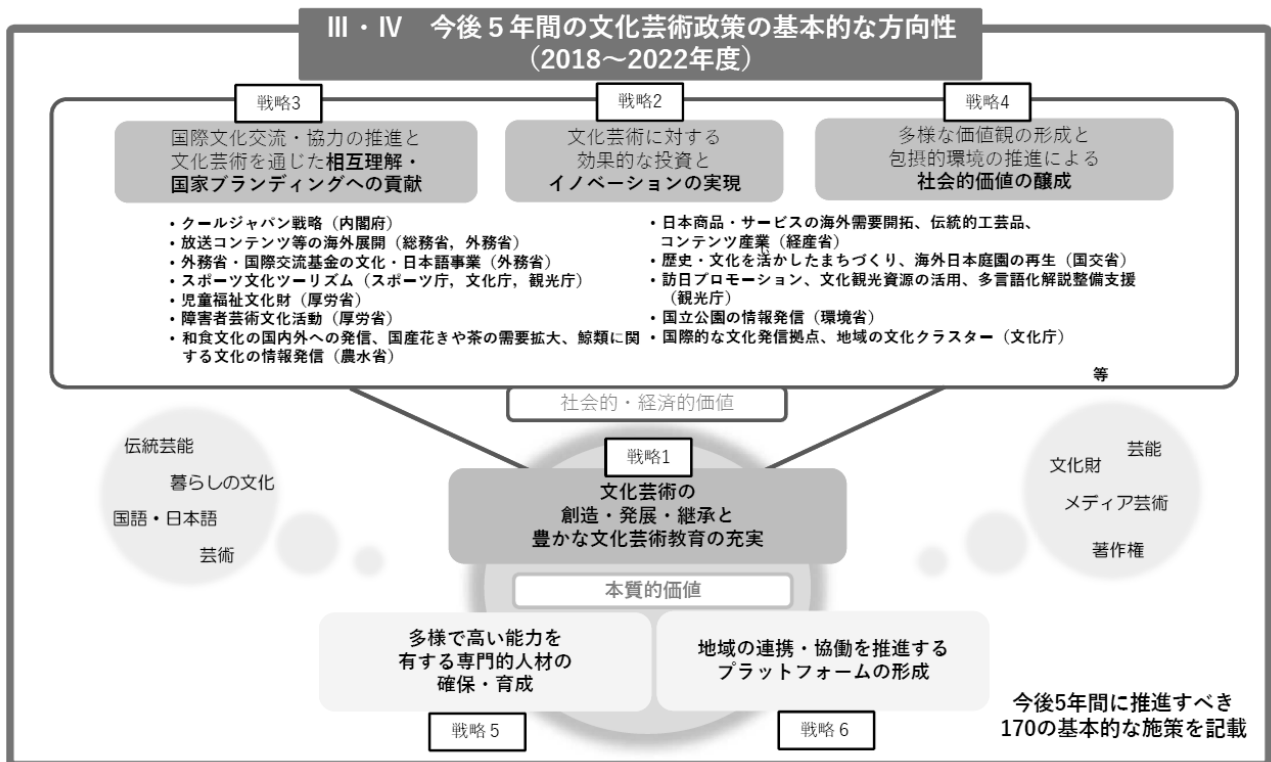 Ⅲ・Ⅳ　今後５年間の文化芸術政策の基本的な方向性
（2018～2022年度）
戦略3
国際文化交流・協力の推進と
文化芸術を通じた相互理解・
国家ブランディングへの貢献
戦略2
文化芸術に対する
効果的な投資と
イノベーションの実現
戦略4
多様な価値観の形成と
包摂的環境の推進による
社会的価値の醸成
・クールジャパン戦略（内閣府）
・放送コンテンツ等の海外展開（総務省，外務省）
・外務省・国際交流基金の文化・日本語事業（外務省）
・スポーツ文化ツーリズム（スポーツ庁，文化庁，観光庁）
・児童福祉文化財（厚労省）
・障害者芸術文化活動（厚労省）
・和食文化の国内外への発信、国産花きや茶の需要拡大、鯨類に関
する文化の情報発信（農水省）
・日本商品・サービスの海外需要開拓、伝統的工芸品、
コンテンツ産業（経産省）
・歴史・文化を活かしたまちづくり、海外日本庭園の再生（国交省）
・訪日プロモーション、文化観光資源の活用、多言語化解説整備支援
（観光庁）
・国立公園の情報発信（環境省）
・国際的な文化発信拠点、地域の文化クラスター（文化庁）
等
社会的・経済的価値
伝統芸能
暮らしの文化
国語・日本語
芸術
戦略1
文化芸術の
創造・発展・継承と
豊かな文化芸術教育の充実
本質的価値
芸能
文化財
メディア芸術
著作権
多様で高い能力を
有する専門的人材の
確保・育成
戦略５
地域の連携・協働を推進する
プラットフォームの形成
戦略６
今後5年間に推進すべき
170の基本的な施策を記載